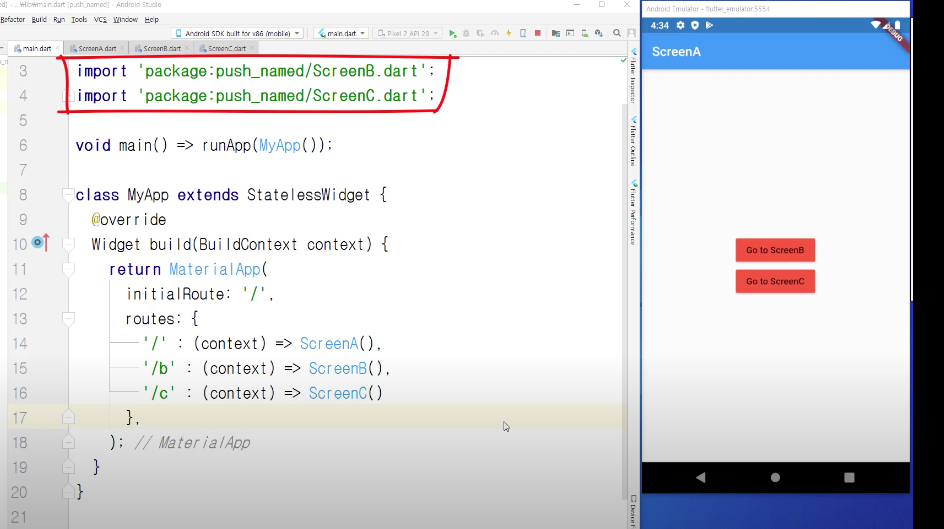 ed] - ...\lib\main.dart [push_named] - Android Studio
Refactor Build Run Tools VCS Window Help
Android SDK built for x86 (mobile) main.dart Pixel 2 API 28
main.dart ScreenA.dart ScreenB.dart ScreenC.dart
3 import 'package:push_named/ScreenB.dart';
4 import 'package:push_named/ScreenC.dart';
5
6 void main() => runApp(MyApp());
7
8 class MyApp extends StatelessWidget {
9 @override
10 Widget build(BuildContext context) {
11 return MaterialApp(
12 initialRoute: '/',
13 routes: {
14 '/' : (context) => ScreenA(),
15 '/b' : (context) => ScreenB(),
16 '/c' : (context) => ScreenC()
17 },
18 ); // MaterialApp
19 }
20 }
21
Flutter Inspector
Flutter Outline
Flutter Performance
Android Emulator - flutter_emulator:5554
4:34
DEBUG
ScreenA
Go to ScreenB
Go to ScreenC